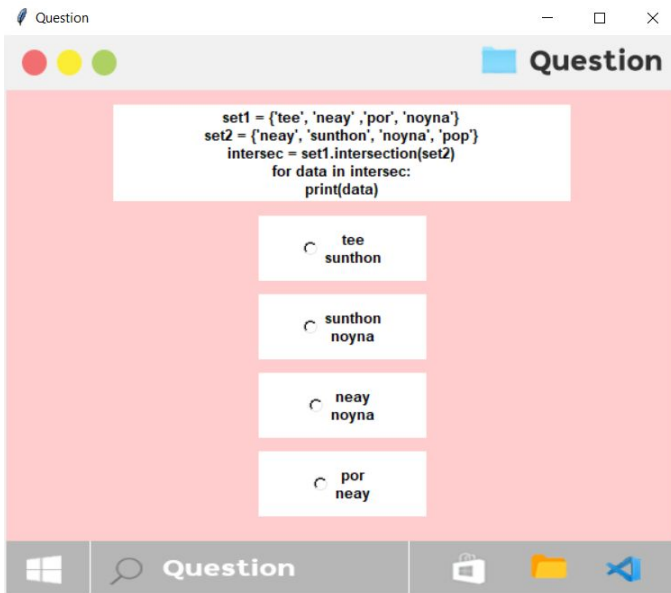 Question
Question
set1 = {'tee', 'neay' ,'por', 'noyna'}
set2 = {'neay', 'sunthon', 'noyna', 'pop'}
intersec = set1.intersection(set2)
for data in intersec:
print(data)
tee
sunthon
sunthon
noyna
neay
noyna
por
neay
Question